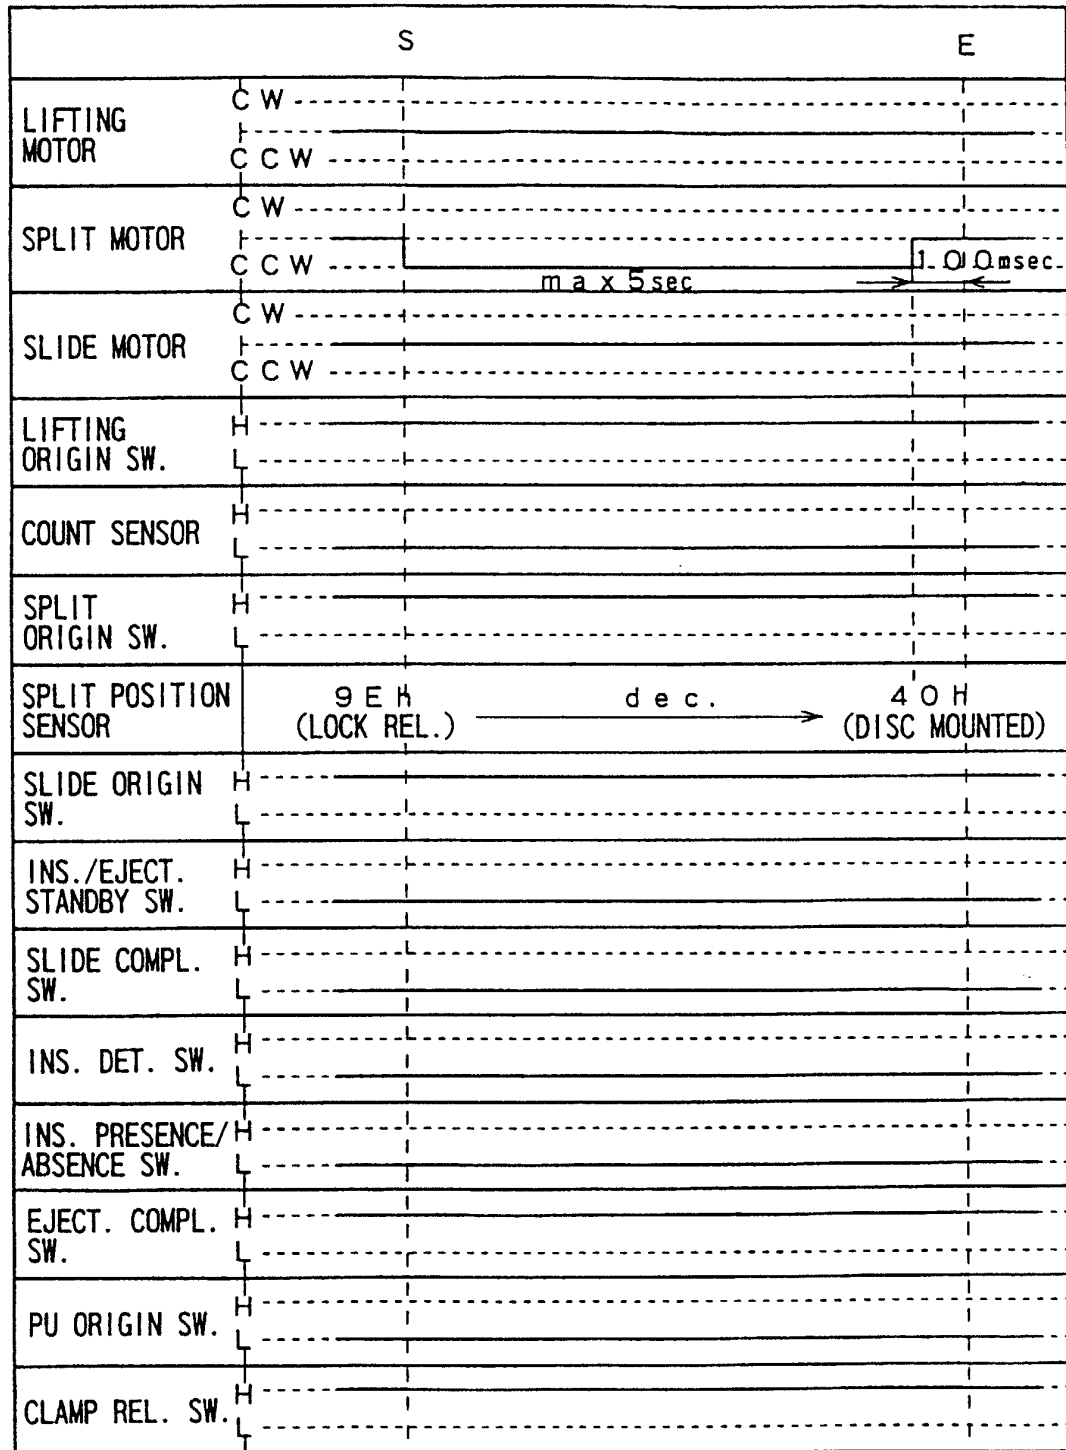 S E
LIFTING
MOTOR
CW
CCW
SPLIT MOTOR
CW
CCW
max 5sec
100msec.
SLIDE MOTOR
CW
CCW
LIFTING
ORIGIN SW.
H
L
COUNT SENSOR
H
L
SPLIT
ORIGIN SW.
H
L
SPLIT POSITION
SENSOR
9EH dec. 40H
(LOCK REL.) (DISC MOUNTED)
SLIDE ORIGIN
SW.
H
L
INS./EJECT.
STANDBY SW.
H
L
SLIDE COMPL.
SW.
H
L
INS. DET. SW.
H
L
INS. PRESENCE/
ABSENCE SW.
H
L
EJECT. COMPL.
SW.
H
L
PU ORIGIN SW.
H
L
CLAMP REL. SW.
H
L